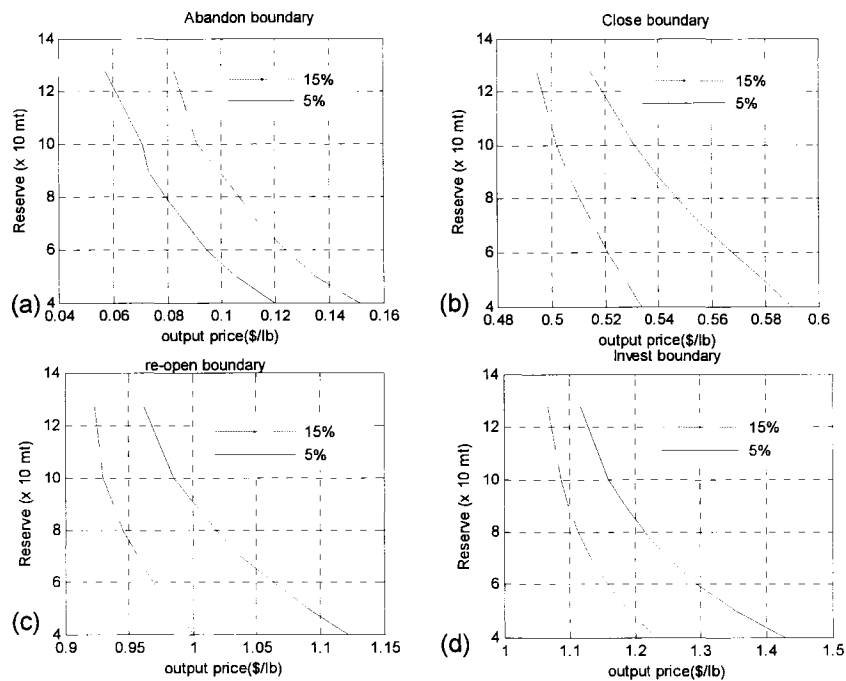 Abandon boundary
14
12
10
8
6
4
Reserve (x 10 mt)
15%
5%
(a)
0.04 0.06 0.08 0.1 0.12 0.14 0.16
output price($/lb)
Close boundary
14
12
10
8
6
4
Reserve (x 10 mt)
15%
5%
(b)
0.48 0.5 0.52 0.54 0.56 0.58 0.6
output price($/lb)
re-open boundary
14
12
10
8
6
4
Reserve (x 10 mt)
15%
5%
(c)
0.9 0.95 1 1.05 1.1 1.15
output price($/lb)
Invest boundary
14
12
10
8
6
4
Reserve (x 10 mt)
15%
5%
(d)
1 1.1 1.2 1.3 1.4 1.5
output price($/lb)